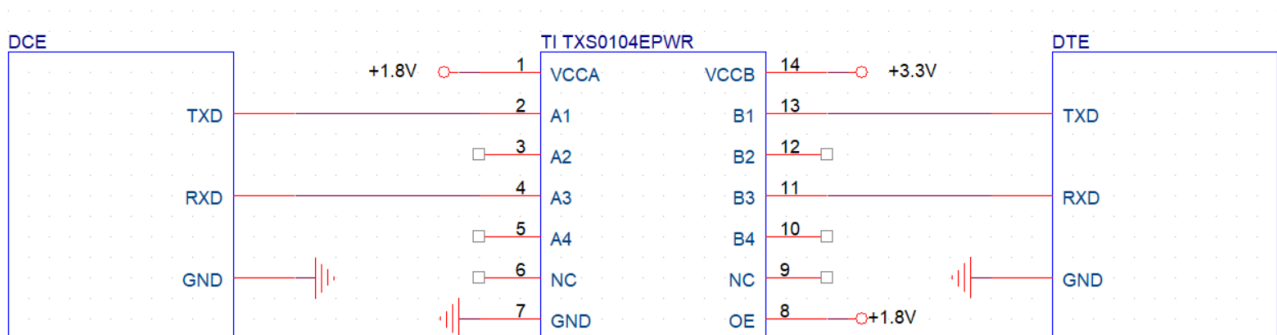 DCE TI TXS0104EPWR DTE
+1.8V 1 VCCA VCCB 14 +3.3V
TXD 2 A1 B1 13 TXD
3 A2 B2 12
RXD 4 A3 B3 11 RXD
5 A4 B4 10
GND 6 NC NC 9 GND
7 GND OE 8 +1.8V